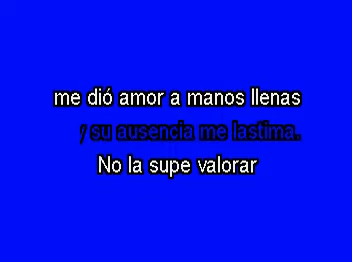 me dió amor a manos llenas
y su ausencia me lastima.
No la supe valorar